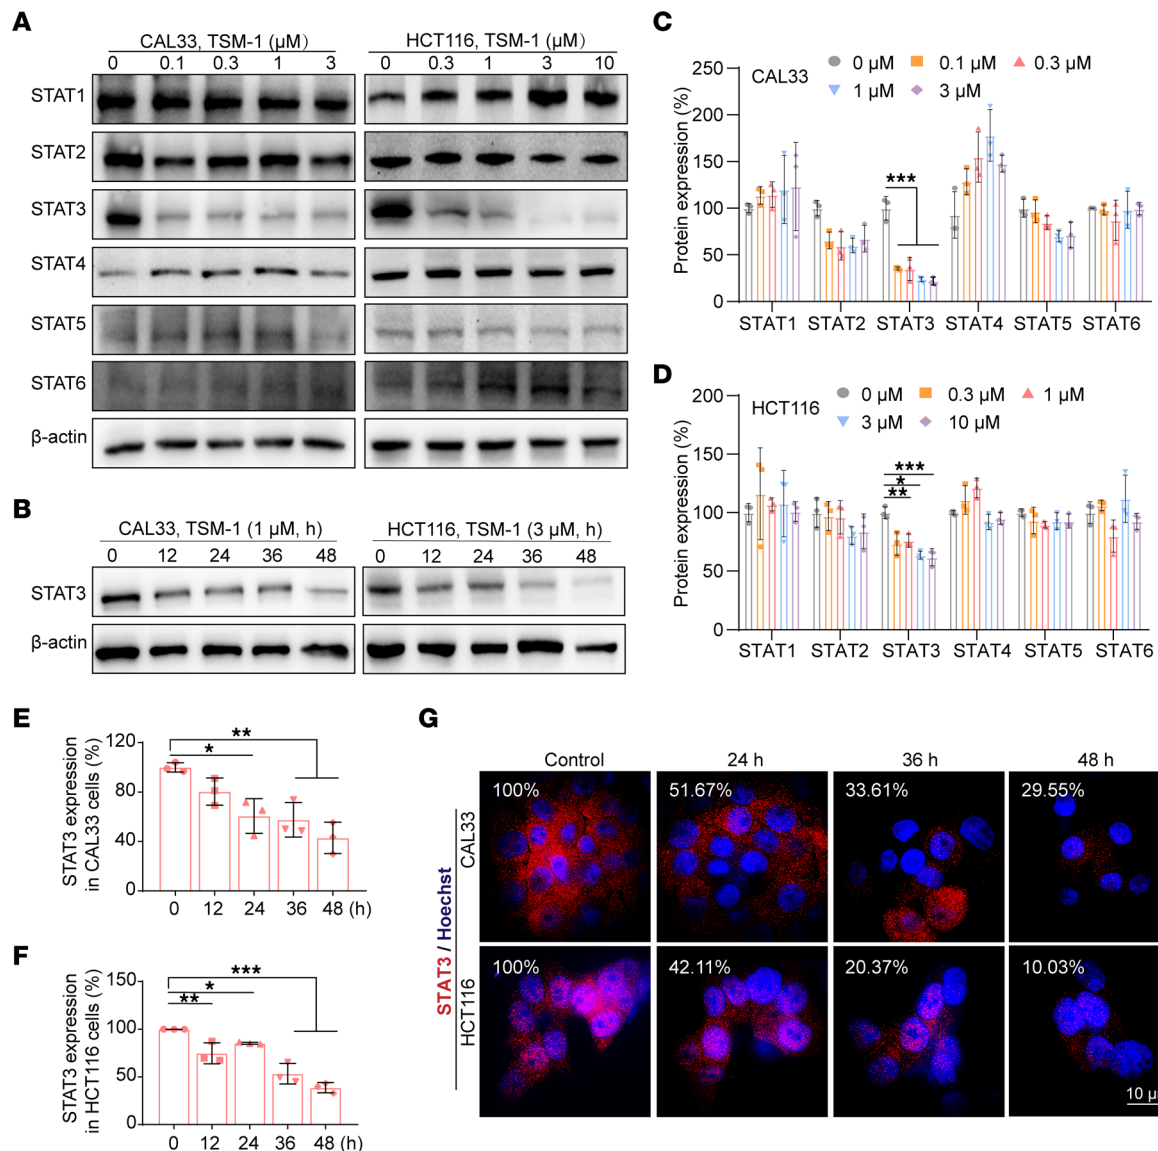 A
CAL33, TSM-1 (μM)
0 0.1 0.3 1 3
HCT116, TSM-1 (μM)
0 0.3 1 3 10
STAT1
STAT2
STAT3
STAT4
STAT5
STAT6
β-actin
B
CAL33, TSM-1 (1 μM, h)
0 12 24 36 48
HCT116, TSM-1 (3 μM, h)
0 12 24 36 48
STAT3
β-actin
C
CAL33
0 μM 0.1 μM 0.3 μM
1 μM 3 μM
Protein expression (%)
250
200
150
100
50
0
***
STAT1 STAT2 STAT3 STAT4 STAT5 STAT6
D
HCT116
0 μM 0.3 μM 1 μM
3 μM 10 μM
Protein expression (%)
200
150
100
50
0
***
*
**
STAT1 STAT2 STAT3 STAT4 STAT5 STAT6
E
STAT3 expression
in CAL33 cells (%)
120
80
40
0
**
*
0 12 24 36 48 (h)
F
STAT3 expression
in HCT116 cells (%)
150
100
50
0
***
*
**
0 12 24 36 48 (h)
G
Control 24 h 36 h 48 h
STAT3 / Hoechst
CAL33
100% 51.67% 33.61% 29.55%
HCT116
100% 42.11% 20.37% 10.03%
10 μ